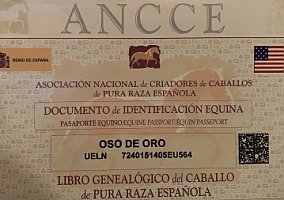 ANCCE
REINO DE ESPAÑA
ASOCIACIÓN NACIONAL de CRIADORES de CABALLOS
de PURA RAZA ESPAÑOLA
DOCUMENTO de IDENTIFICACIÓN EQUINA
PASAPORTE EQUINO/EQUINE PASSPORT/EQUIN PASSEPORT
OSO DE ORO
UELN 7240151405EU564
LIBRO GENEALÓGICO del CABALLO
de PURA RAZA ESPAÑOLA